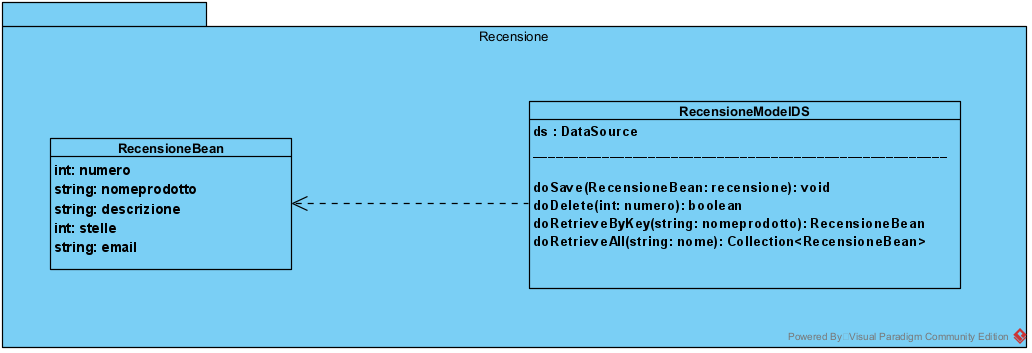 Recensione
RecensioneBean
int: numero
string: nomeprodotto
string: descrizione
int: stelle
string: email
RecensioneModelDS
ds : DataSource
doSave(RecensioneBean: recensione): void
doDelete(int: numero): boolean
doRetrieveByKey(string: nomeprodotto): RecensioneBean
doRetrieveAll(string: nome): Collection<RecensioneBean>
Powered By Visual Paradigm Community Edition